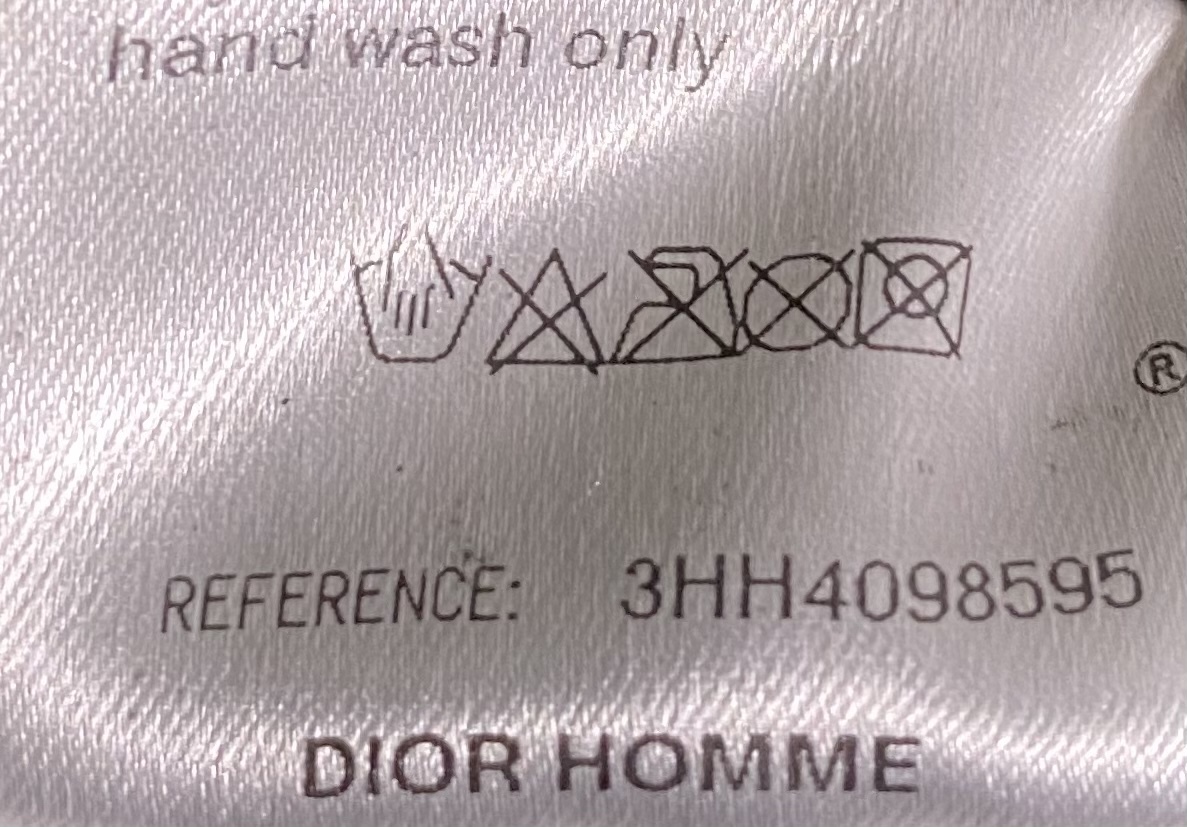 hand wash only
®
REFERENCE: 3HH4098595
DIOR HOMME